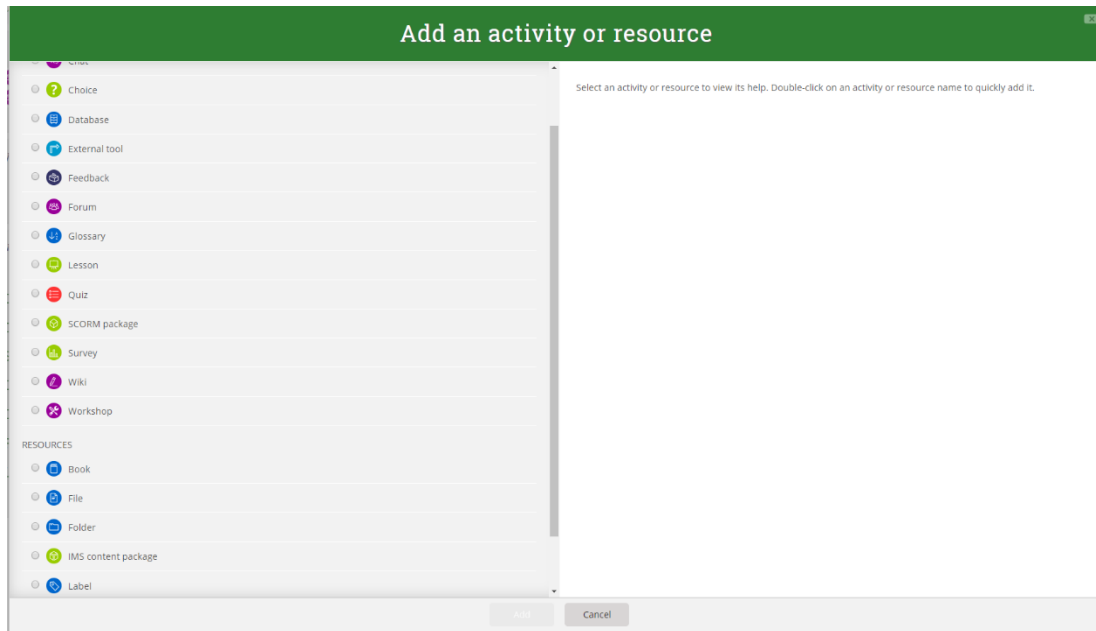 Add an activity or resource
Chat
Choice
Database
External tool
Feedback
Forum
Glossary
Lesson
Quiz
SCORM package
Survey
Wiki
Workshop
RESOURCES
Book
File
Folder
IMS content package
Label
Select an activity or resource to view its help. Double-click on an activity or resource name to quickly add it.
Add
Cancel